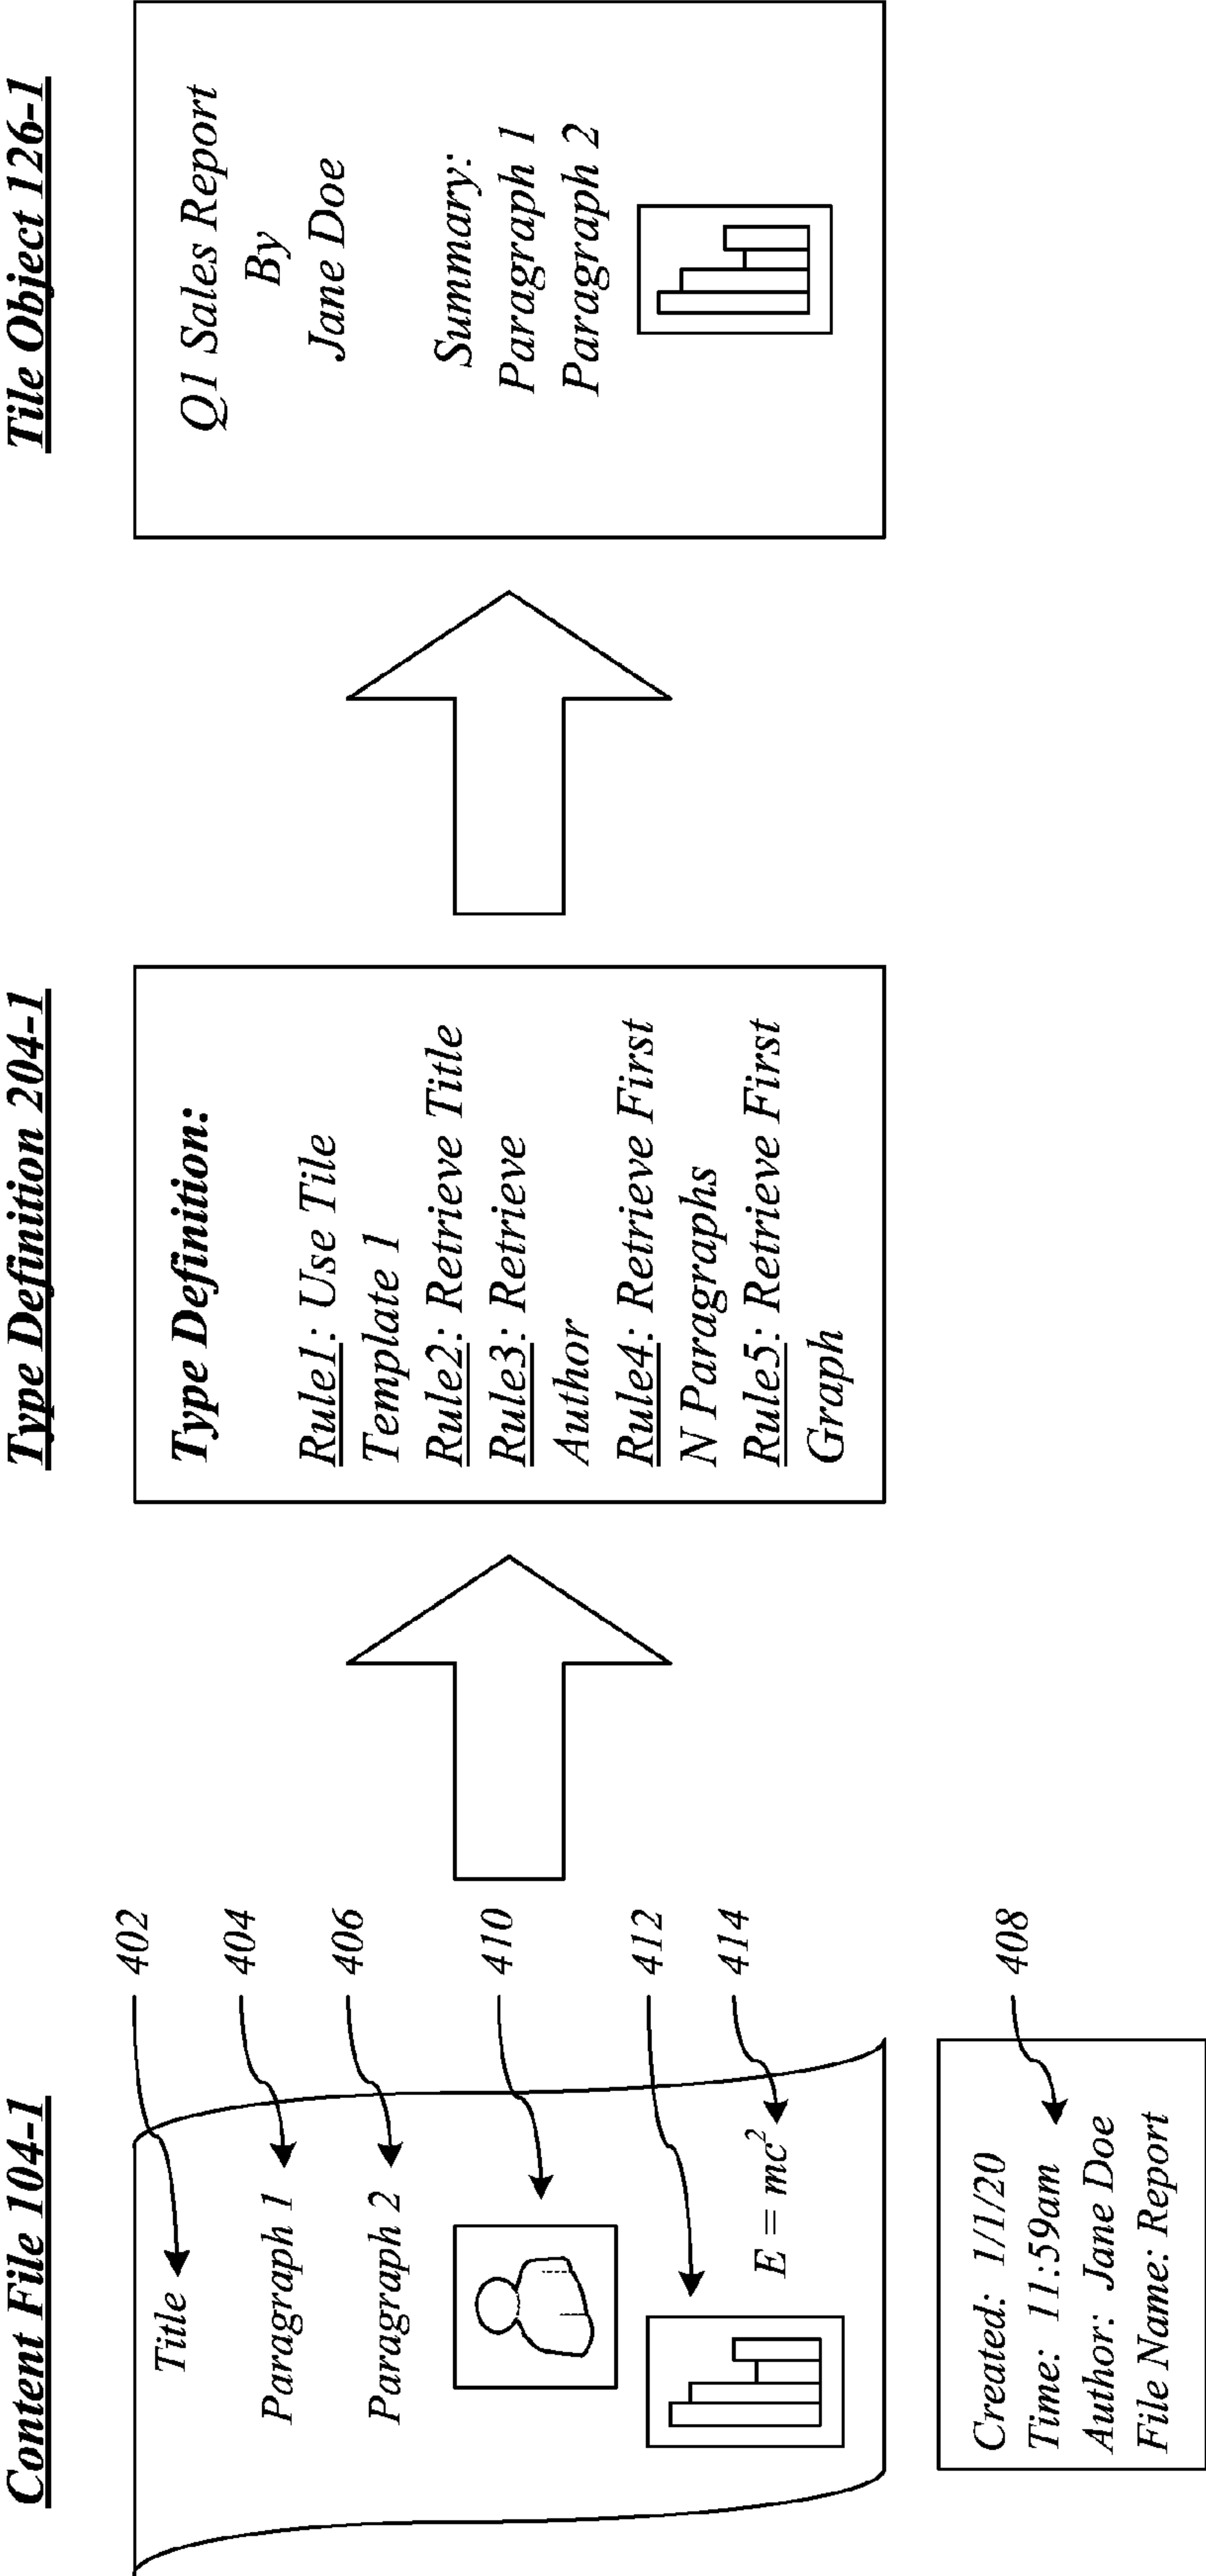 Content File 104-1
Title
402
Paragraph 1
404
Paragraph 2
406
410
412
E = mc²
414
Created: 1/1/20
Time: 11:59am
Author: Jane Doe
File Name: Report
408
Type Definition 204-1
Type Definition:
Rule1: Use Tile
Template 1
Rule2: Retrieve Title
Rule3: Retrieve
Author
Rule4: Retrieve First
N Paragraphs
Rule5: Retrieve First
Graph
Tile Object 126-1
Q1 Sales Report
By
Jane Doe
Summary:
Paragraph 1
Paragraph 2